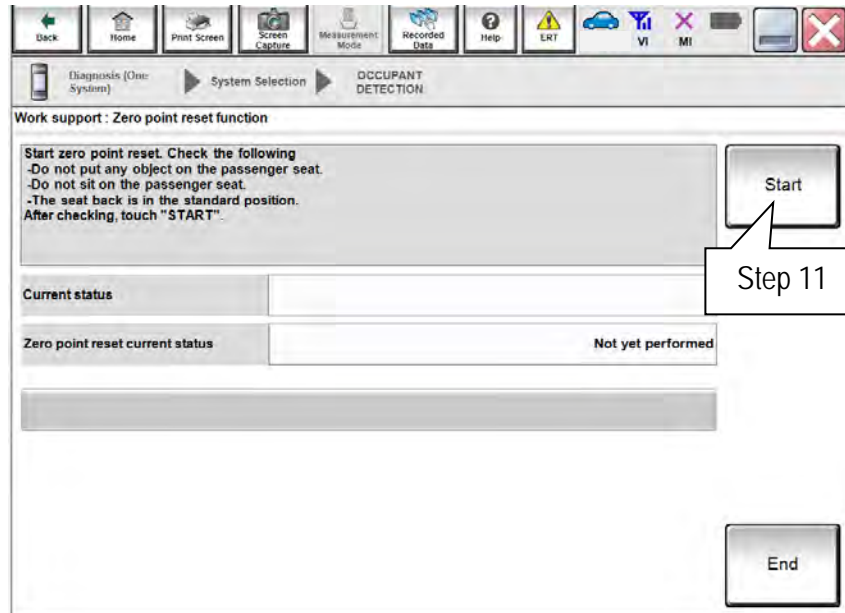 Back
Home
Print Screen
Screen
Capture
Measurement
Mode
Recorded
Data
Help
ERT
VI
MI
Diagnosis (One
System)
System Selection
OCCUPANT
DETECTION
Work support : Zero point reset function
Start zero point reset. Check the following
-Do not put any object on the passenger seat.
-Do not sit on the passenger seat.
-The seat back is in the standard position.
After checking, touch "START".
Start
Step 11
Current status
Zero point reset current status
Not yet performed
End